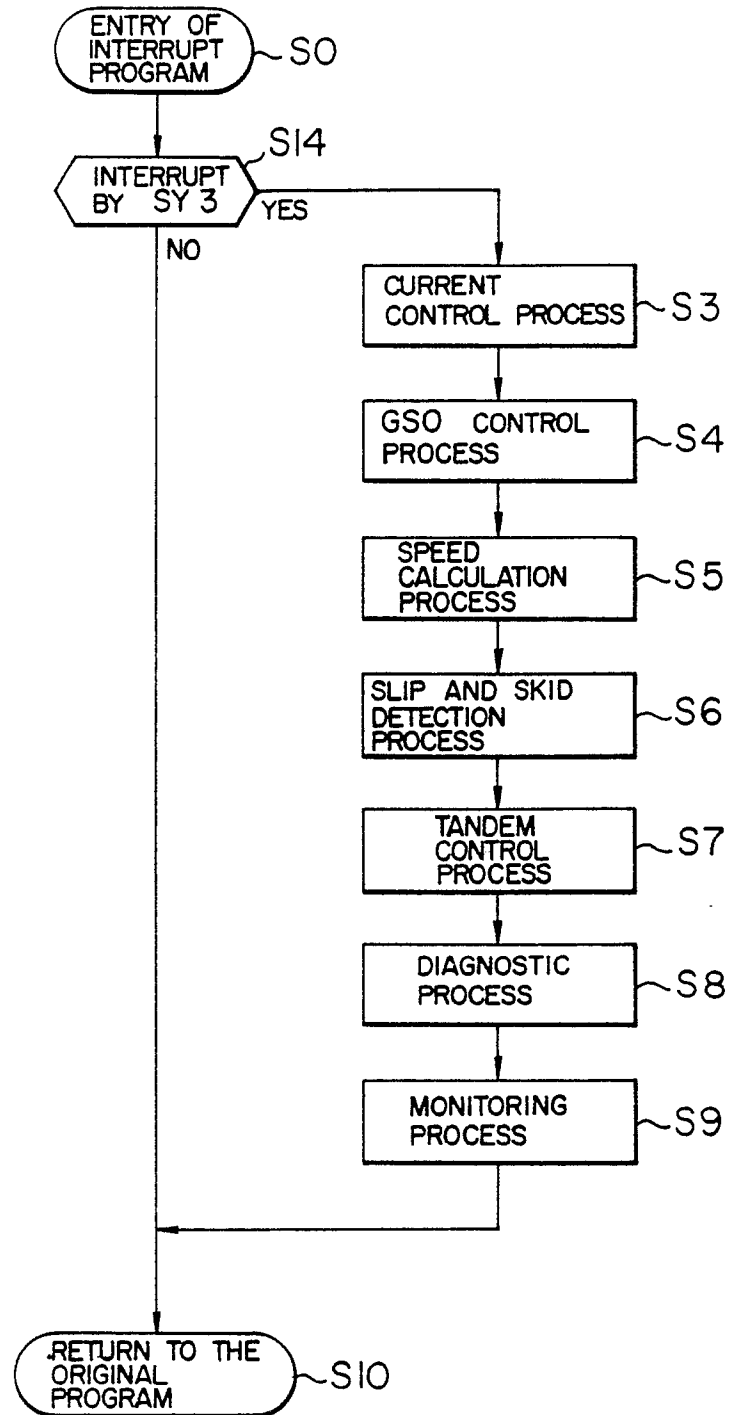 ENTRY OF
INTERRUPT
PROGRAM
S0
S14
INTERRUPT
BY SY 3
YES
NO
CURRENT
CONTROL PROCESS
S3
GSO CONTROL
PROCESS
S4
SPEED
CALCULATION
PROCESS
S5
SLIP AND SKID
DETECTION
PROCESS
S6
TANDEM
CONTROL
PROCESS
S7
DIAGNOSTIC
PROCESS
S8
MONITORING
PROCESS
S9
RETURN TO THE
ORIGINAL
PROGRAM
S10